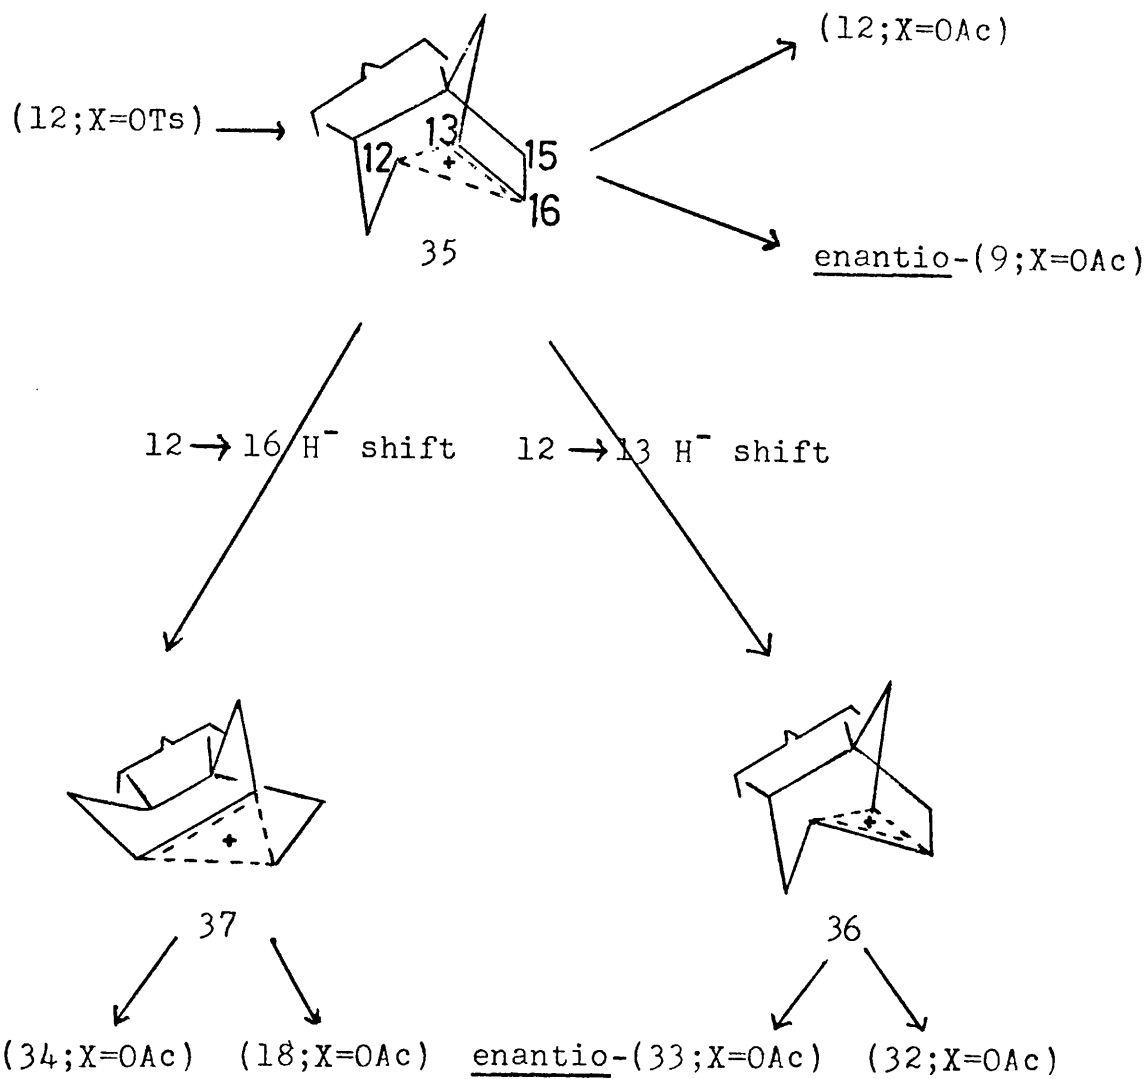 (12;X=OAc)
(12;X=OTs)
13
12
+
15
16
35
enantio-(9;X=OAc)
12→16 H⁻ shift
12→13 H⁻ shift
+
+
37
36
(34;X=OAc) (18;X=OAc) enantio-(33;X=OAc) (32;X=OAc)